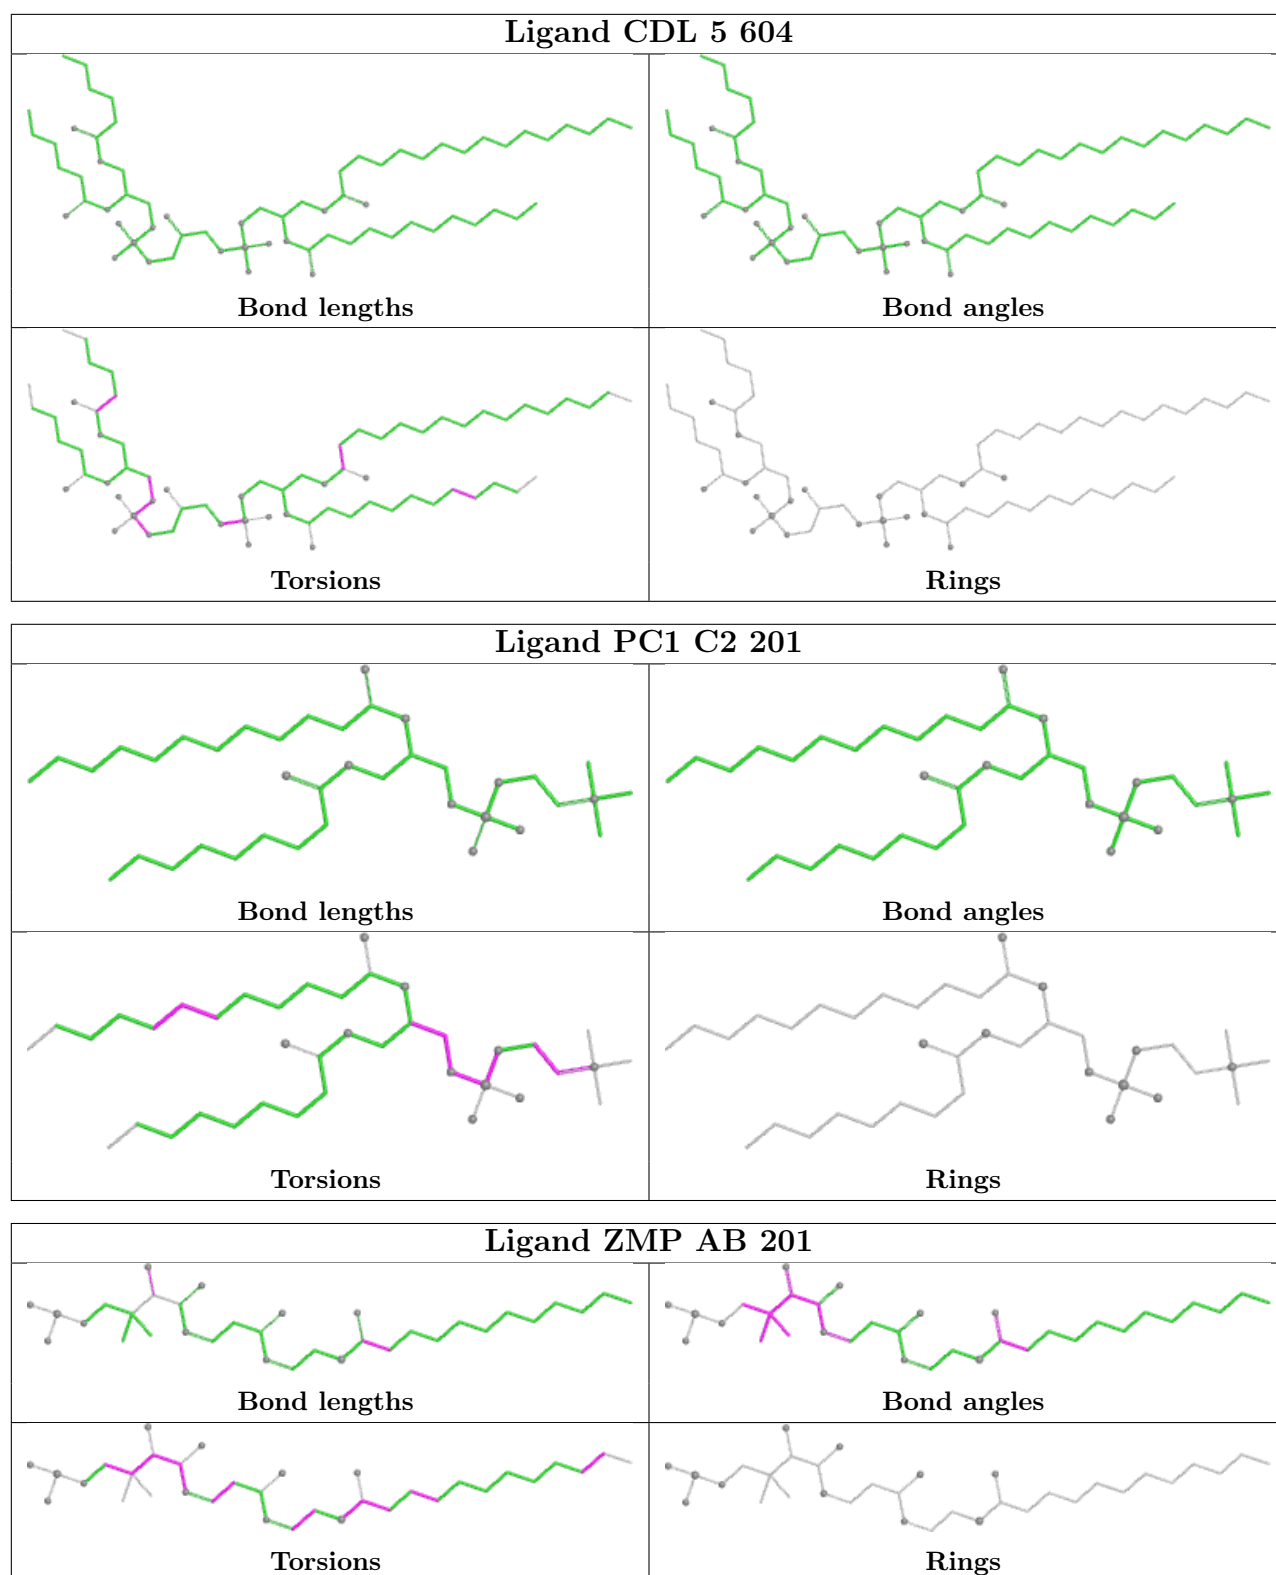 Ligand CDL 5 604
Bond lengths
Bond angles
Torsions
Rings
Ligand PC1 C2 201
Bond lengths
Bond angles
Torsions
Rings
Ligand ZMP AB 201
Bond lengths
Bond angles
Torsions
Rings